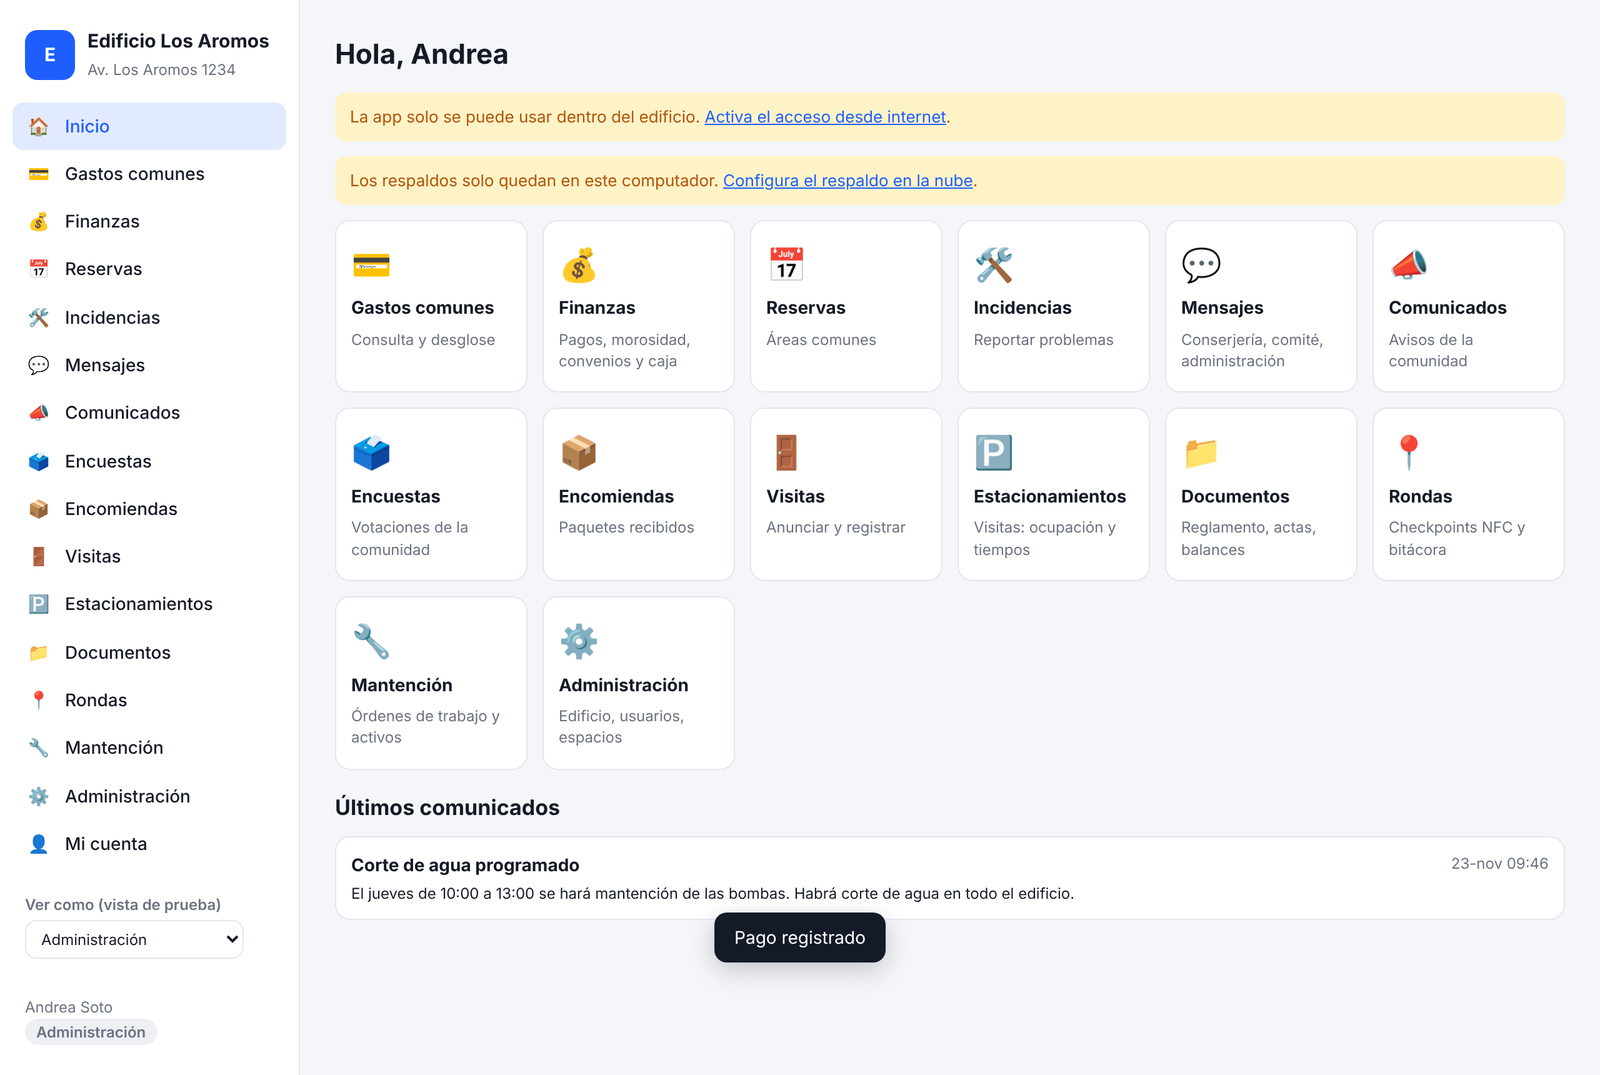 E
Edificio Los Aromos
Av. Los Aromos 1234
Inicio
Gastos comunes
Finanzas
Reservas
Incidencias
Mensajes
Comunicados
Encuestas
Encomiendas
Visitas
Estacionamientos
Documentos
Rondas
Mantención
Administración
Mi cuenta
Ver como (vista de prueba)
Administración
Andrea Soto
Administración
Hola, Andrea
La app solo se puede usar dentro del edificio. Activa el acceso desde internet.
Los respaldos solo quedan en este computador. Configura el respaldo en la nube.
Gastos comunes
Consulta y desglose
Finanzas
Pagos, morosidad,
convenios y caja
July
17
Reservas
Áreas comunes
Incidencias
Reportar problemas
Mensajes
Conserjería, comité,
administración
Comunicados
Avisos de la
comunidad
Encuestas
Votaciones de la
comunidad
Encomiendas
Paquetes recibidos
Visitas
Anunciar y registrar
P
Estacionamientos
Visitas: ocupación y
tiempos
Documentos
Reglamento, actas,
balances
Rondas
Checkpoints NFC y
bitácora
Mantención
Órdenes de trabajo y
activos
Administración
Edificio, usuarios,
espacios
Últimos comunicados
Corte de agua programado
23-nov 09:46
El jueves de 10:00 a 13:00 se hará mantención de las bombas. Habrá corte de agua en todo el edificio.
Pago registrado